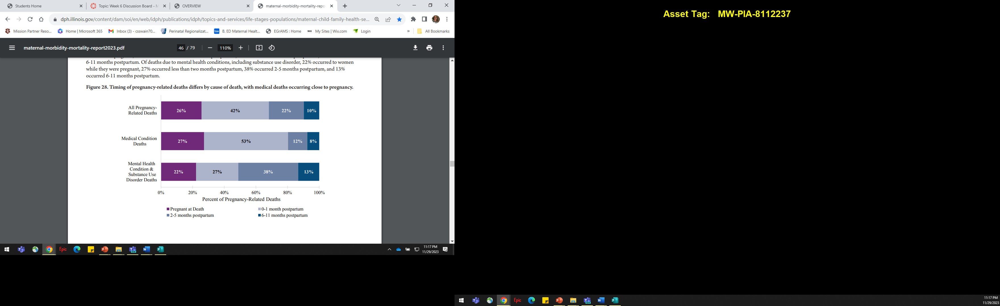 Students Home
Topic: Week 6 Discussion Board - M
OVERVIEW
maternal-morbidity-mortality-repo
dph.illinois.gov/content/dam/soi/en/web/idph/publications/idph/topics-and-services/life-stages-populations/maternal-child-family-health-se...
Mission Partner Reso...
Home | Microsoft 365
Inbox (3) - csswain70...
Perinatal Regionalizat...
box
B. ED Maternal Healt...
EGrAMS : Home
WIX
My Sites | Wix.com
Login
»
All Bookmarks
maternal-morbidity-mortality-report2023.pdf
46 / 79
110%
6-11 months postpartum. Of deaths due to mental health conditions, including substance use disorder, 22% occurred to women
while they were pregnant, 27% occurred less than two months postpartum, 38% occurred 2-5 months postpartum, and 13%
occurred 6-11 months postpartum.
Figure 28. Timing of pregnancy-related deaths differs by cause of death, with medical deaths occurring close to pregnancy.
All Pregnancy-
Related Deaths
26%
42%
22%
10%
Medical Condition
Deaths
27%
53%
12%
8%
Mental Health
Condition &
Substance Use
Disorder Deaths
22%
27%
38%
13%
0%
20%
40%
60%
80%
100%
Percent of Pregnancy-Related Deaths
Pregnant at Death
0-1 month postpartum
2-5 months postpartum
6-11 months postpartum
Epic
11:17 PM
11/29/2023
Asset Tag: MW-PIA-8112237
Epic
11:17 PM
11/29/2023